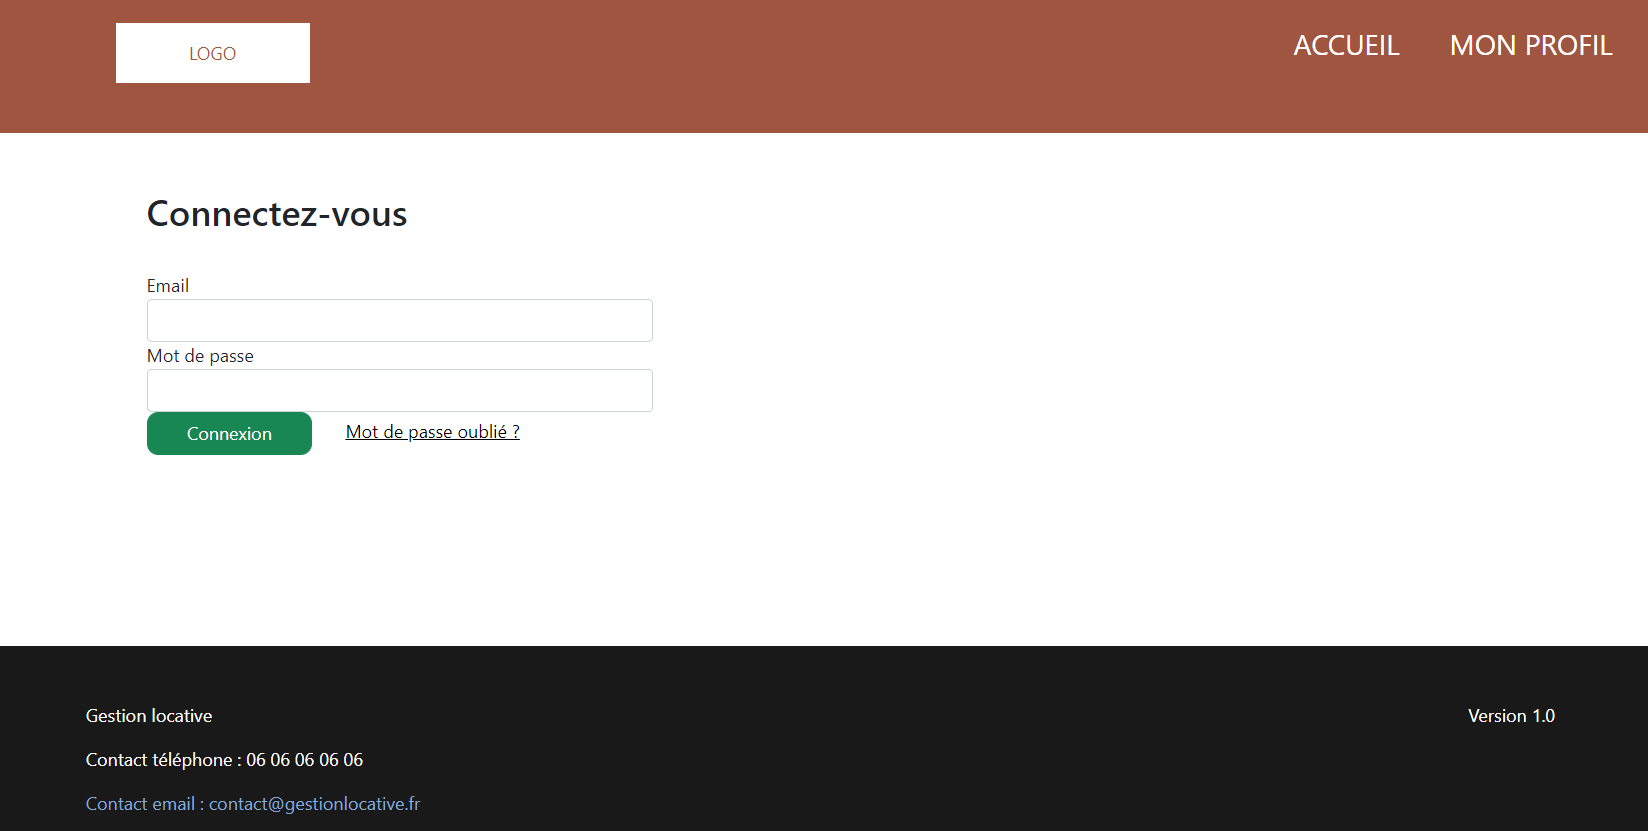 LOGO
ACCUEIL
MON PROFIL
Connectez-vous
Email
Mot de passe
Connexion
Mot de passe oublié ?
Gestion locative
Version 1.0
Contact téléphone : 06 06 06 06 06
Contact email : contact@gestionlocative.fr